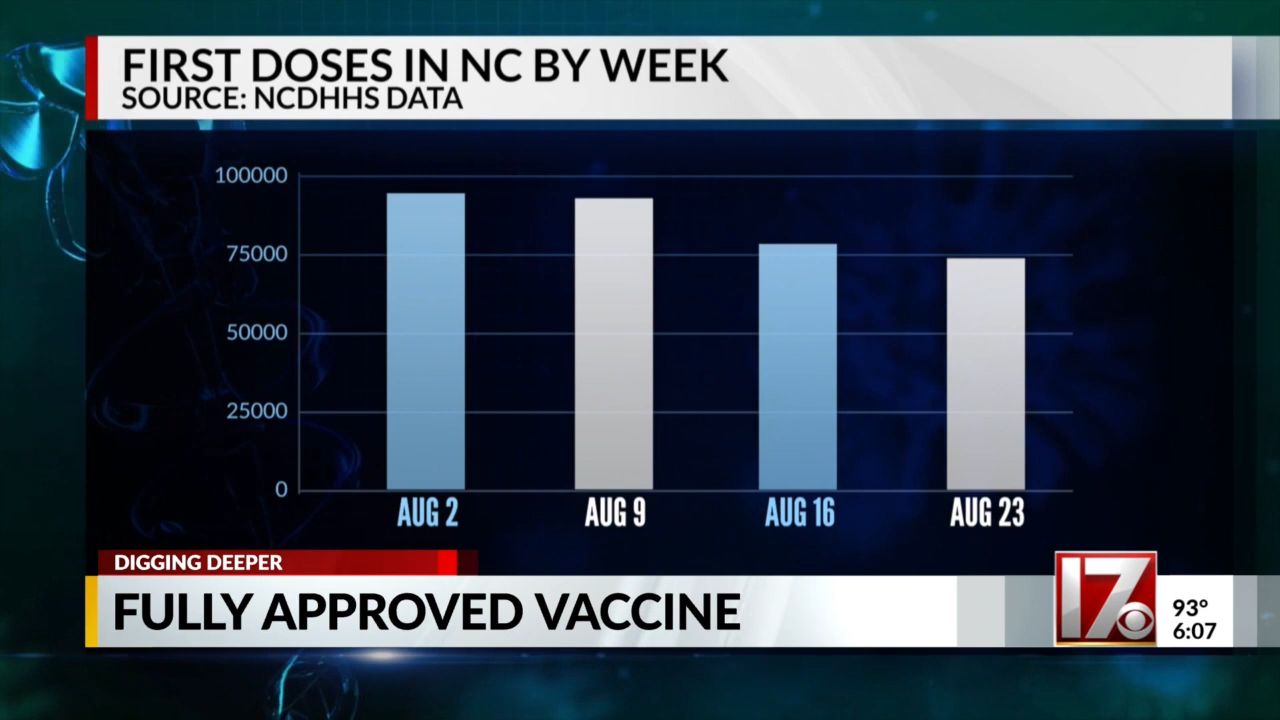 FIRST DOSES IN NC BY WEEK
SOURCE: NCDHHS DATA
100000
75000
50000
25000
0
AUG 2 AUG 9 AUG 16 AUG 23
DIGGING DEEPER
FULLY APPROVED VACCINE
17
93°
6:07